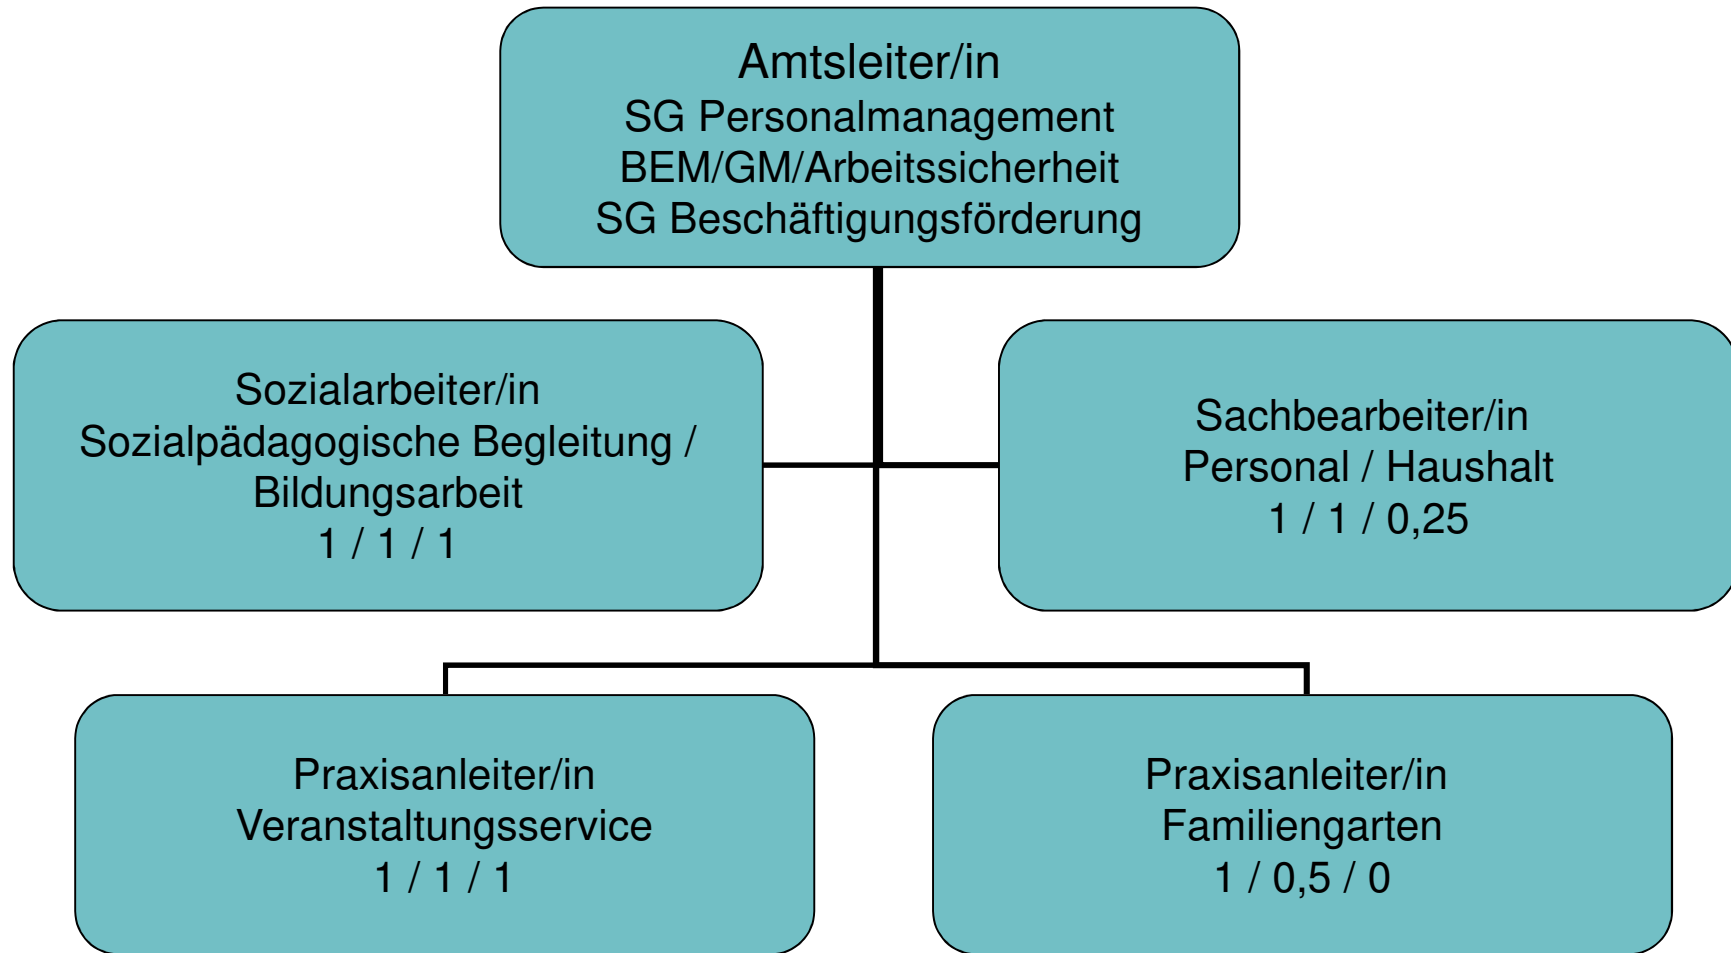 Amtsleiter/in
SG Personalmanagement
BEM/GM/Arbeitssicherheit
SG Beschäftigungsförderung
Sozialarbeiter/in
Sozialpädagogische Begleitung /
Bildungsarbeit
1 / 1 / 1
Sachbearbeiter/in
Personal / Haushalt
1 / 1 / 0,25
Praxisanleiter/in
Veranstaltungsservice
1 / 1 / 1
Praxisanleiter/in
Familiengarten
1 / 0,5 / 0